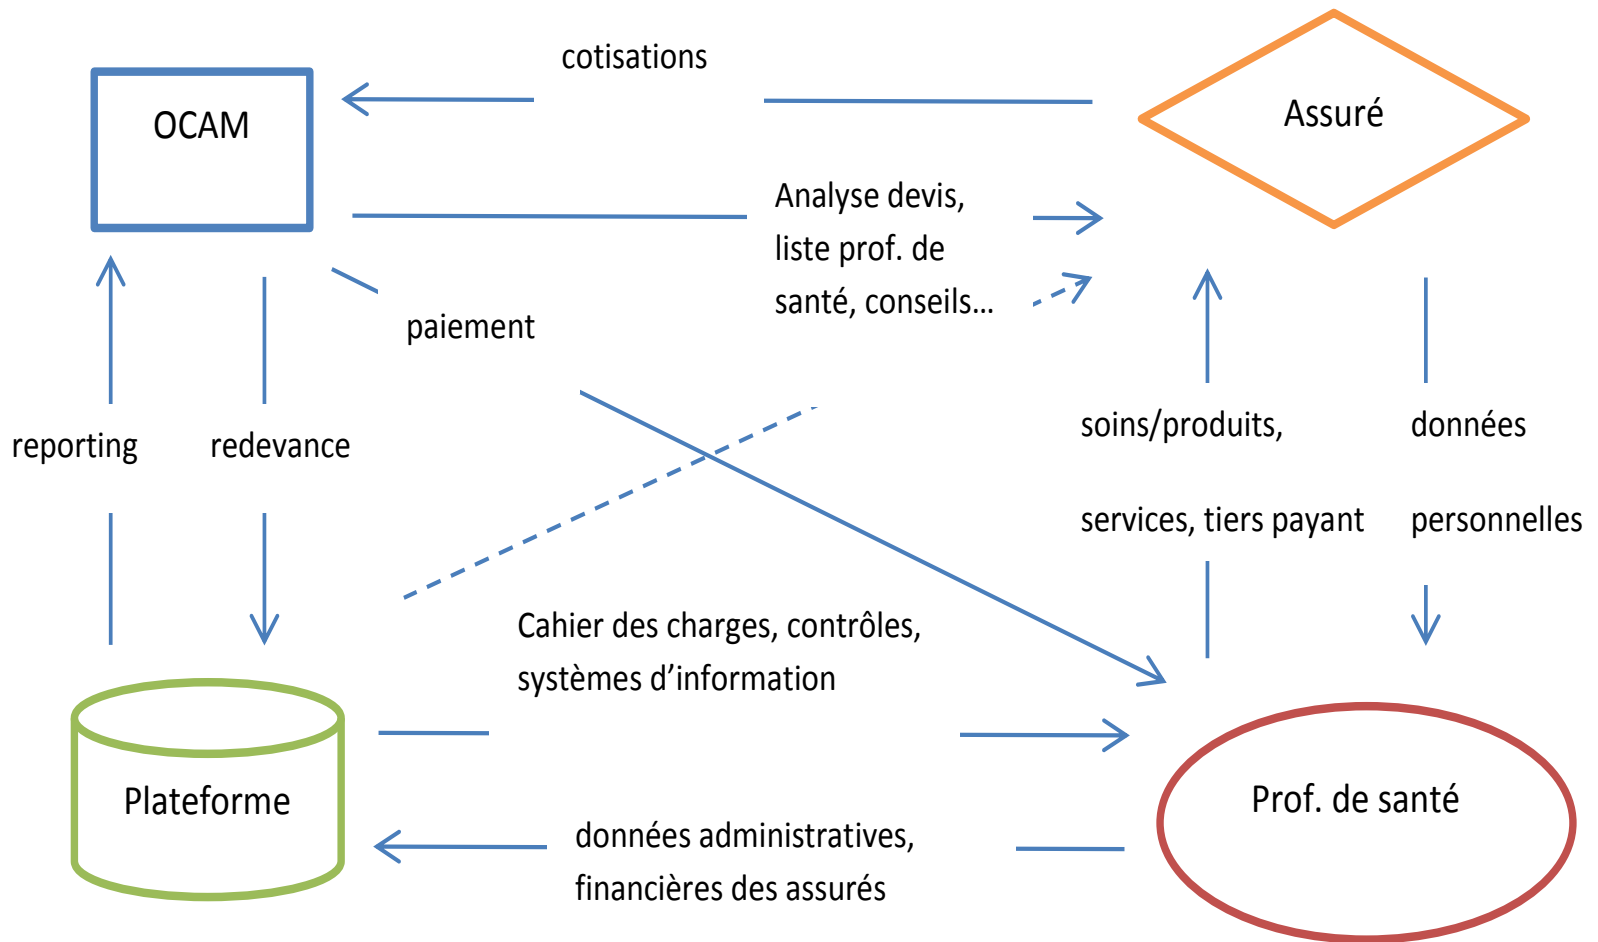 cotisations
OCAM
Assuré
Analyse devis,
liste prof. de
santé, conseils…
paiement
reporting
redevance
soins/produits,
services, tiers payant
données
personnelles
Cahier des charges, contrôles,
systèmes d’information
Plateforme
Prof. de santé
données administratives,
financières des assurés